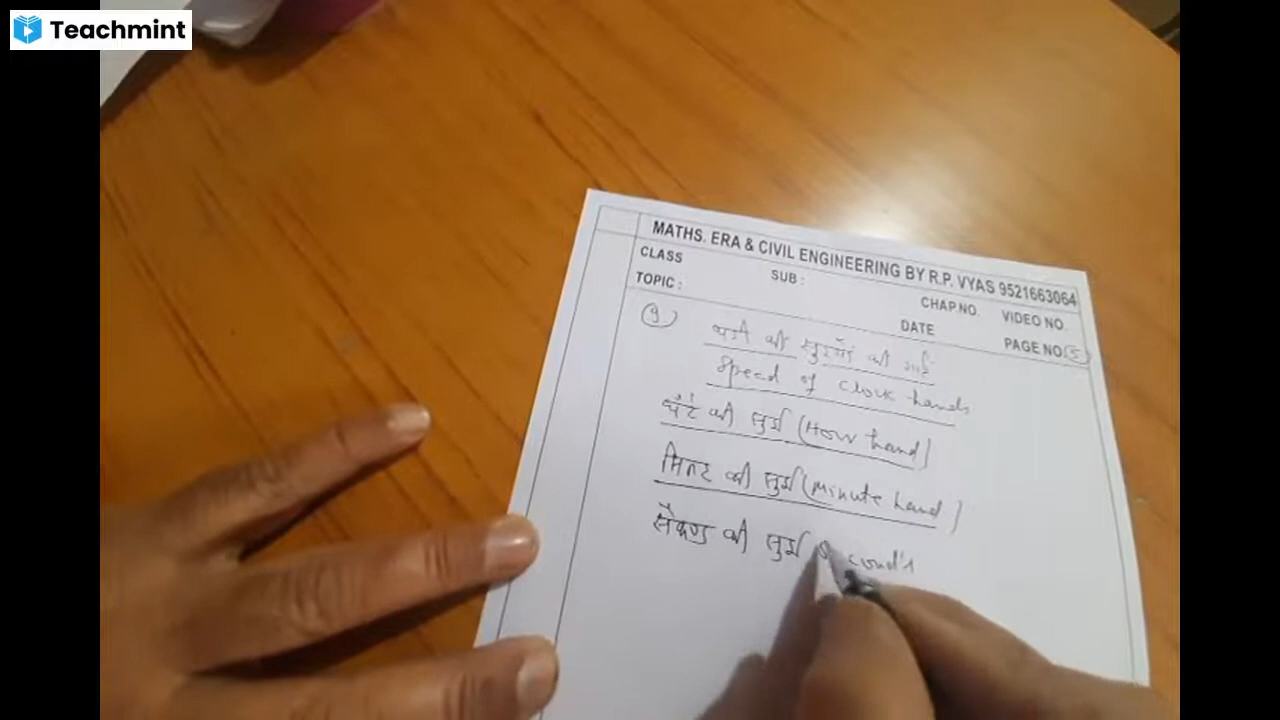 Teachmint
MATHS. ERA & CIVIL ENGINEERING BY R.P. VYAS 9521663064
CLASS SUB : CHAP.NO. VIDEO NO.
TOPIC : DATE PAGE NO. 5
9 घड़ी की सुईयों की गति
Speed of Clock hands
घंटे की सुई (Hour hand)
मिनट की सुई (Minute hand)
सैकण्ड की सुई